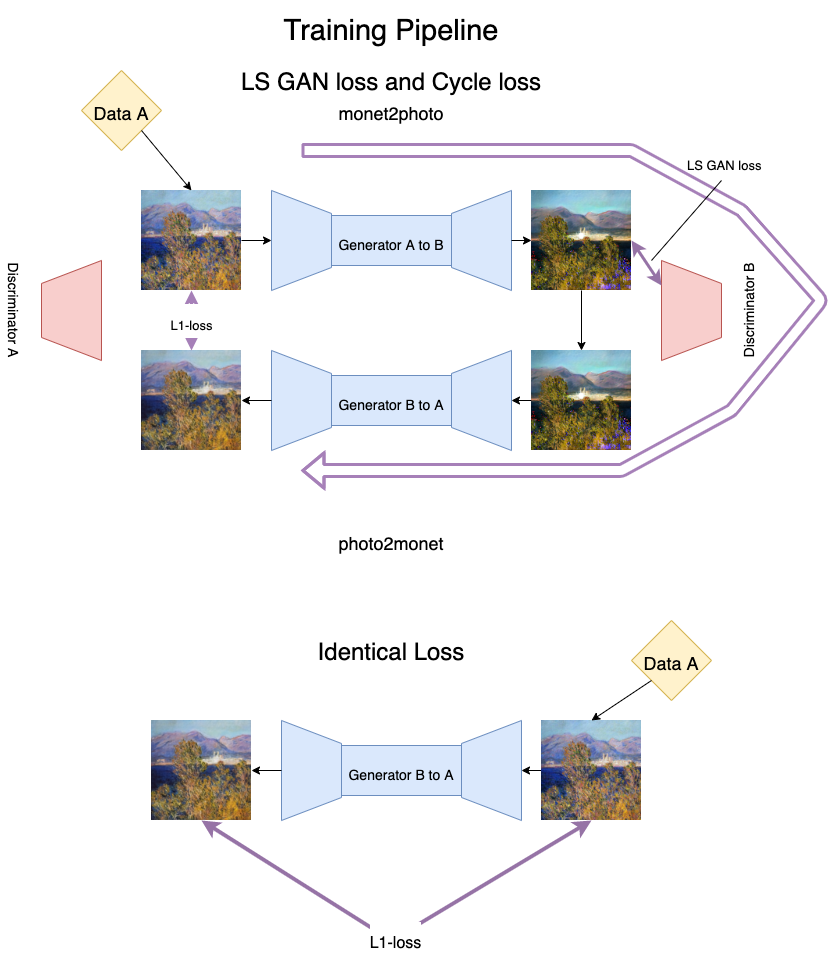 Training Pipeline
LS GAN loss and Cycle loss
monet2photo
Data A
LS GAN loss
Generator A to B
Discriminator A
Discriminator B
L1-loss
Generator B to A
photo2monet
Identical Loss
Data A
Generator B to A
L1-loss